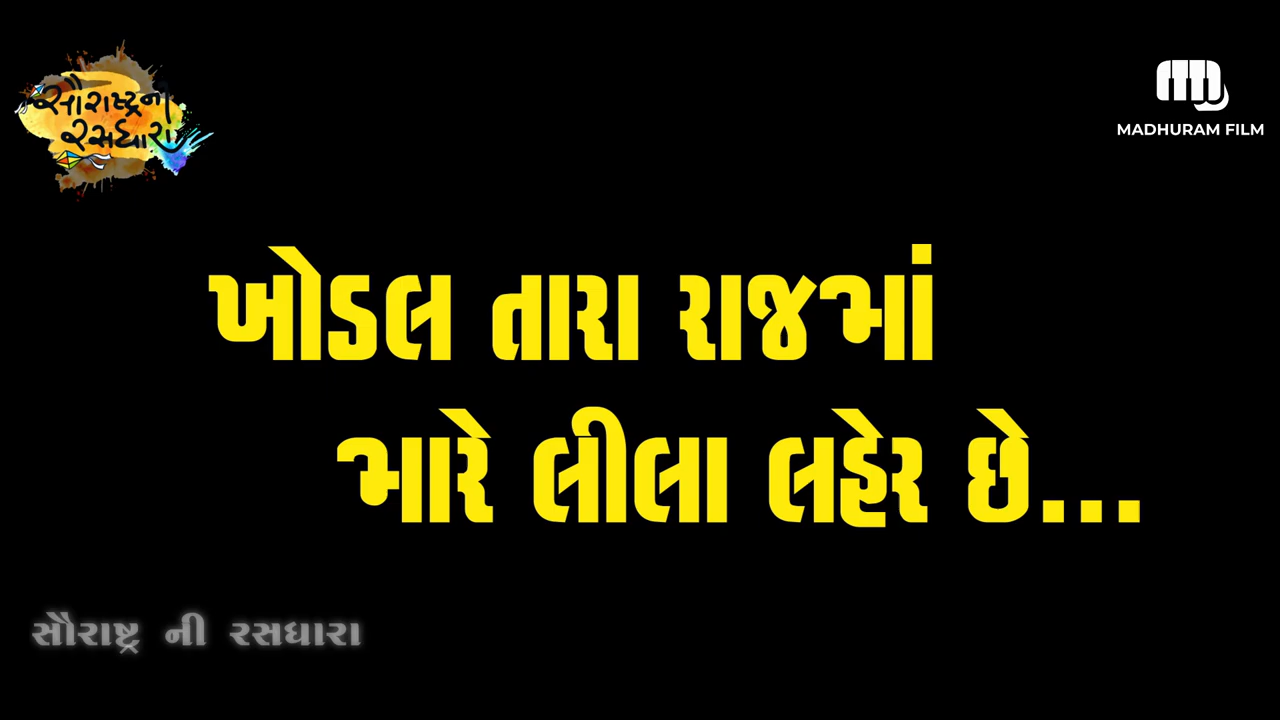 સૌરાષ્ટ્રની
રસધારા
MADHURAM FILM
ખોડલ તારા રાજમાં
મારે લીલા લહેર છે...
સૌરાષ્ટ્ર ની રસધારા